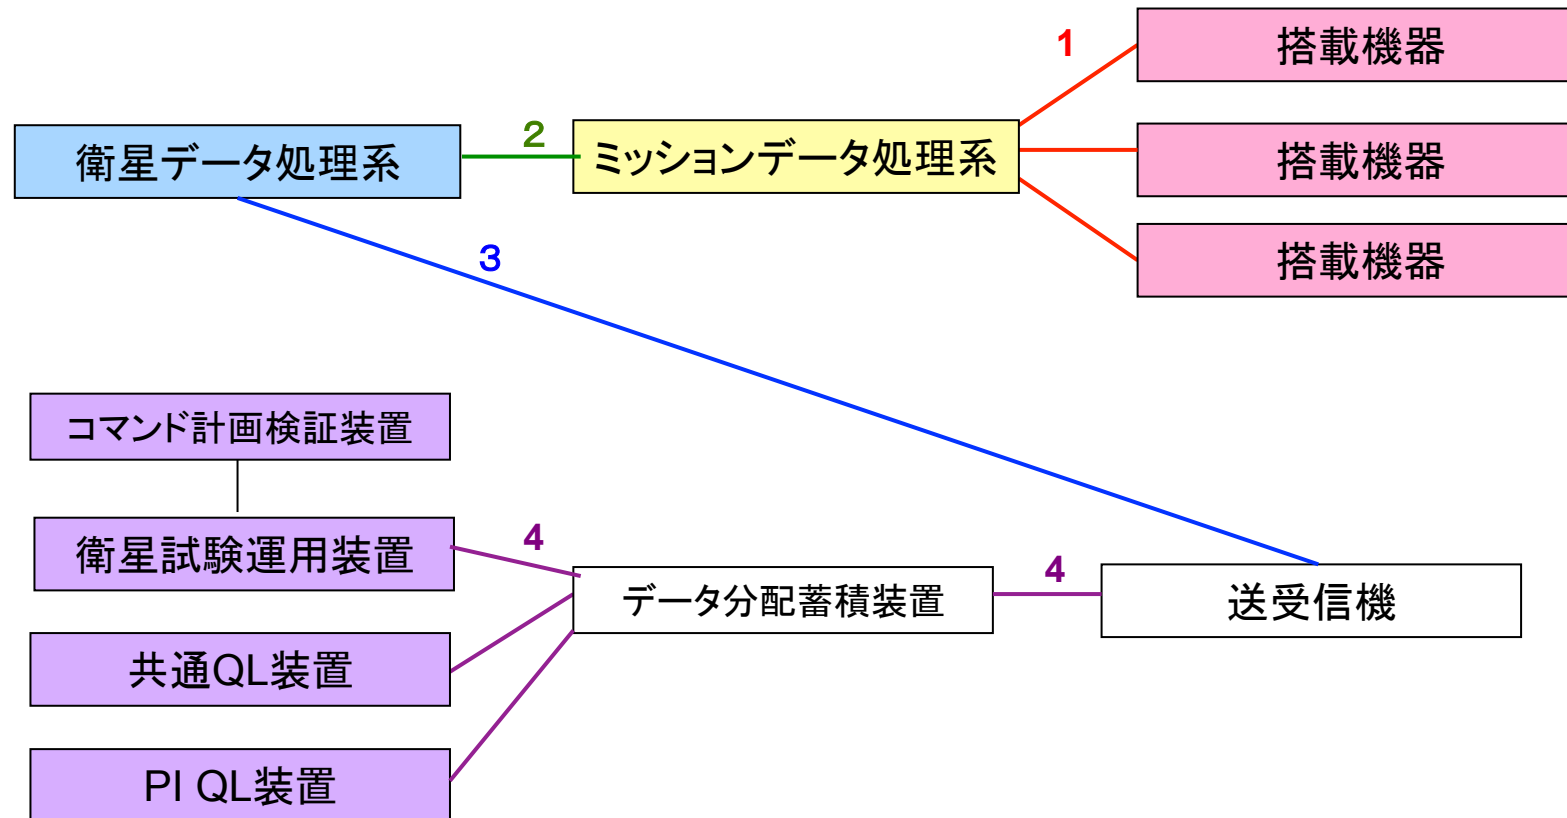 1
搭載機器
2
衛星データ処理系
ミッションデータ処理系
搭載機器
搭載機器
3
コマンド計画検証装置
衛星試験運用装置
4
データ分配蓄積装置
4
送受信機
共通QL装置
PI QL装置